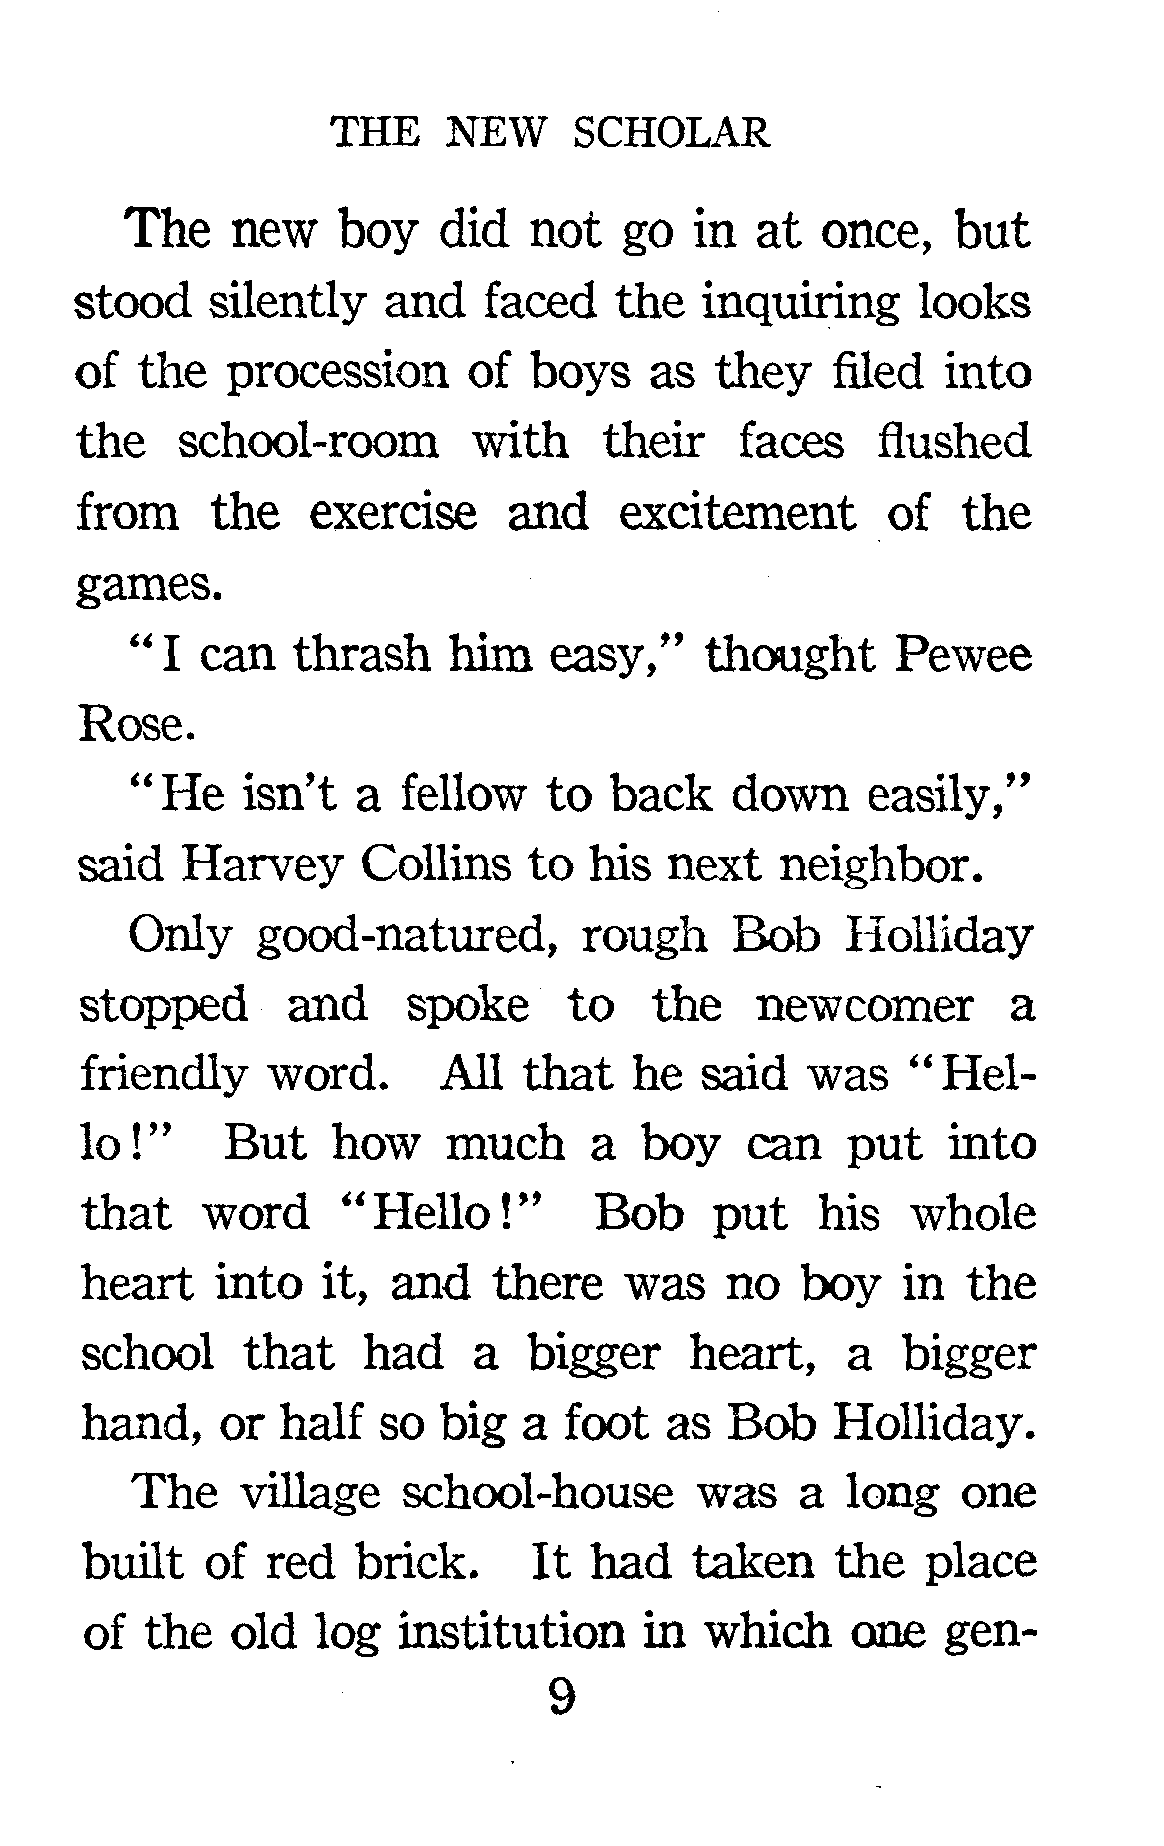 THE NEW SCHOLAR
The new boy did not go in at once, but
stood silently and faced the inquiring looks
of the procession of boys as they filed into
the school-room with their faces flushed
from the exercise and excitement of the
games.
“I can thrash him easy,” thought Pewee
Rose.
“He isn’t a fellow to back down easily,”
said Harvey Collins to his next neighbor.
Only good-natured, rough Bob Holliday
stopped and spoke to the newcomer a
friendly word. All that he said was “Hel-
lo!” But how much a boy can put into
that word “Hello!” Bob put his whole
heart into it, and there was no boy in the
school that had a bigger heart, a bigger
hand, or half so big a foot as Bob Holliday.
The village school-house was a long one
built of red brick. It had taken the place
of the old log institution in which one gen-
9